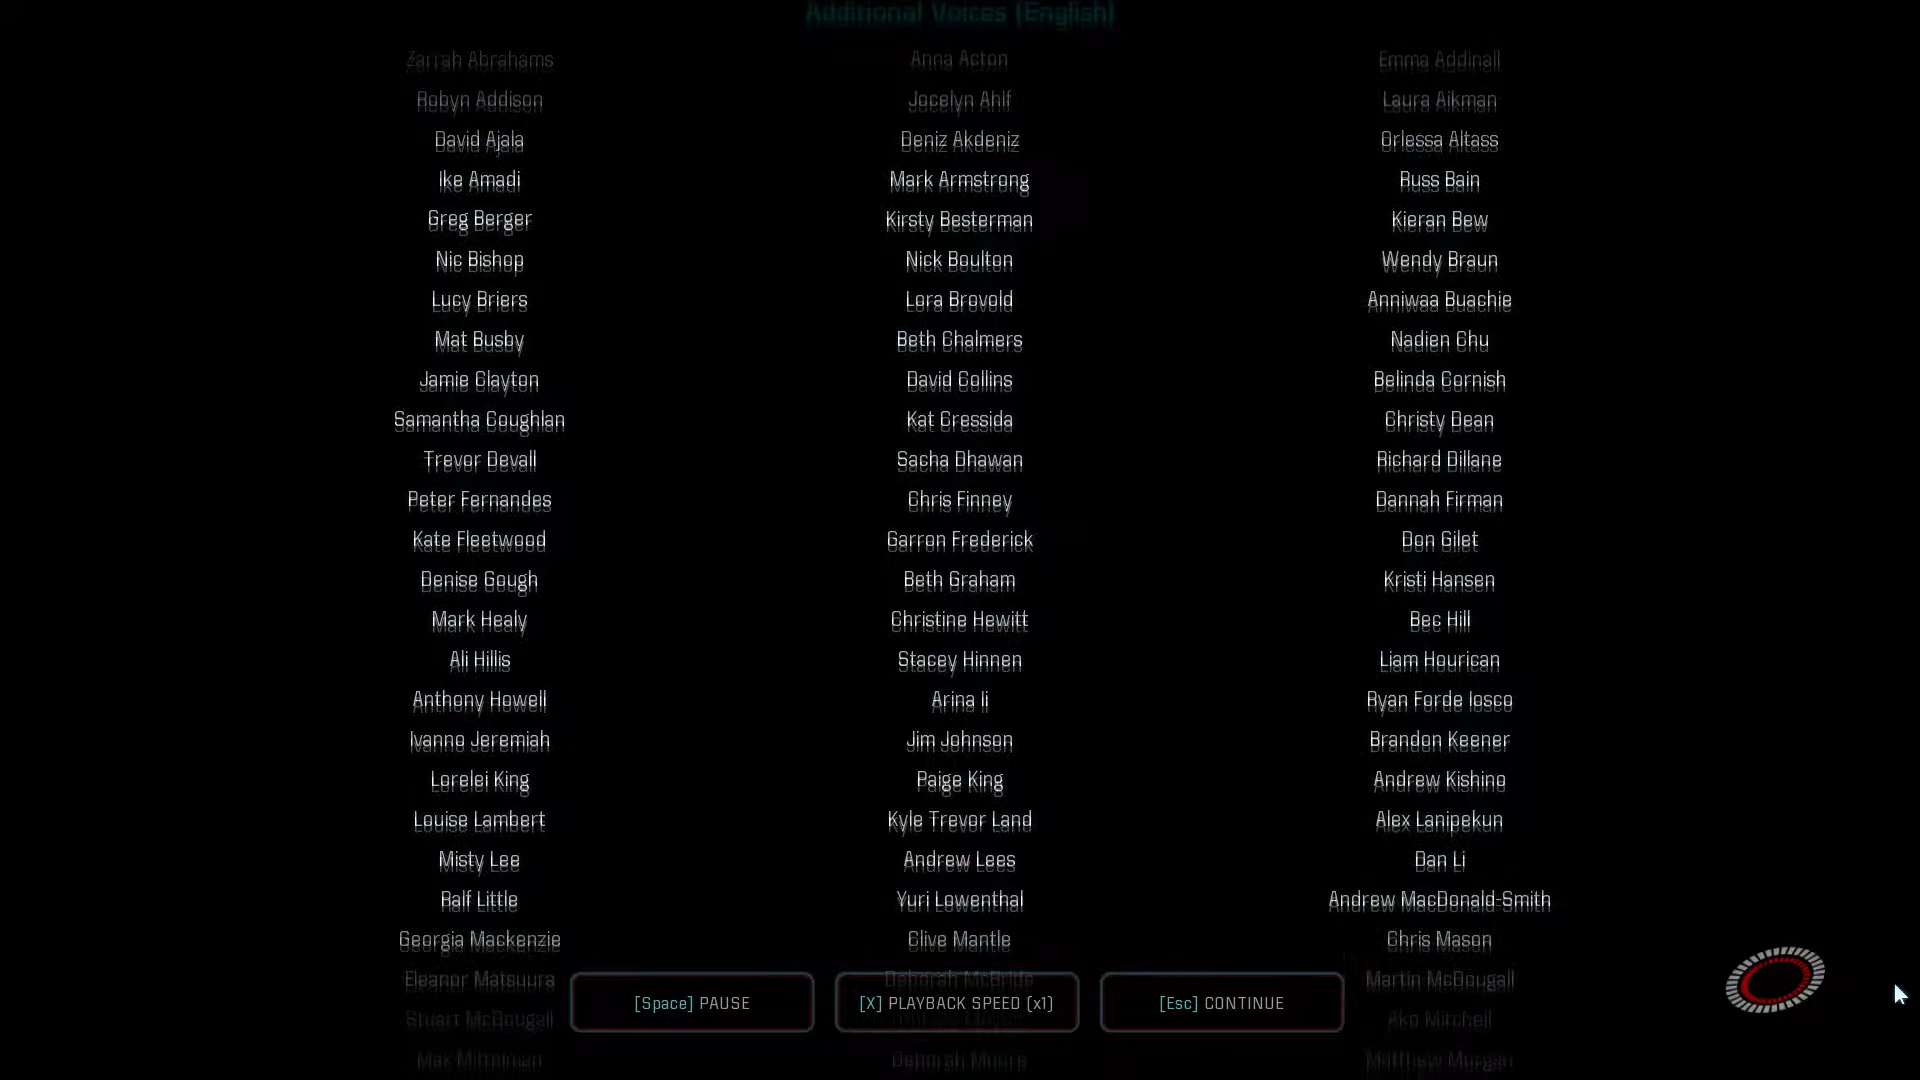 Additional Voices (English)
Zarrah Abrahams Anna Acton Emma Addinall
Robyn Addison Jocelyn Ahlf Laura Aikman
David Ajala Deniz Akdeniz Orlessa Altass
Ike Amadi Mark Armstrong Russ Bain
Greg Berger Kirsty Besterman Kieran Bew
Nic Bishop Nick Boulton Wendy Braun
Lucy Briers Lora Brovold Anniwaa Buachie
Mat Busby Beth Chalmers Nadien Chu
Jamie Clayton David Collins Belinda Cornish
Samantha Coughlan Kat Cressida Christy Dean
Trevor Devall Sacha Dhawan Richard Dillane
Peter Fernandes Chris Finney Dannah Firman
Kate Fleetwood Garron Frederick Don Gilet
Denise Gough Beth Graham Kristi Hansen
Mark Healy Christine Hewitt Bec Hill
Ali Hillis Stacey Hinnen Liam Hourican
Anthony Howell Arina Ii Ryan Forde Iosco
Ivanno Jeremiah Jim Johnson Brandon Keener
Lorelei King Paige King Andrew Kishino
Louise Lambert Kyle Trevor Land Alex Lanipekun
Misty Lee Andrew Lees Dan Li
Ralf Little Yuri Lowenthal Andrew MacDonald-Smith
Georgia Mackenzie Clive Mantle Chris Mason
Eleanor Matsuura Deborah McBride Martin McDougall
[Space] PAUSE [X] PLAYBACK SPEED (x1) [Esc] CONTINUE
Stuart McDougall Ako Mitchell
Deborah Moore Matthew Morgan